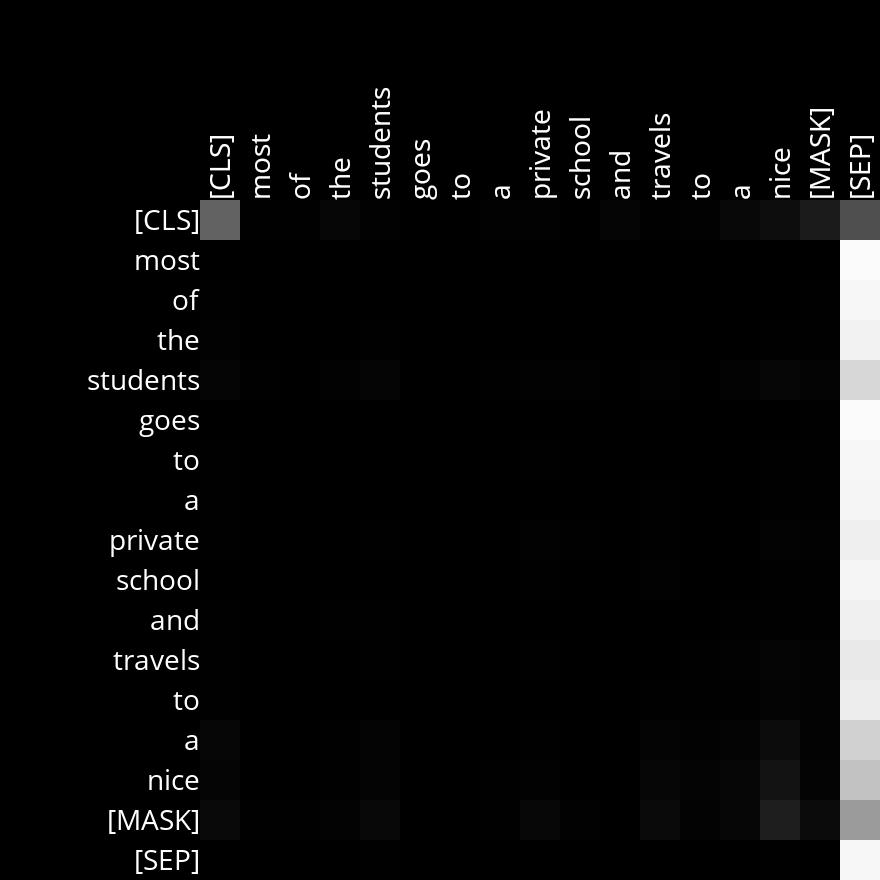 [CLS] most of the students goes to a private school and travels to a nice [MASK] [SEP]
[CLS]
most
of
the
students
goes
to
a
private
school
and
travels
to
a
nice
[MASK]
[SEP]